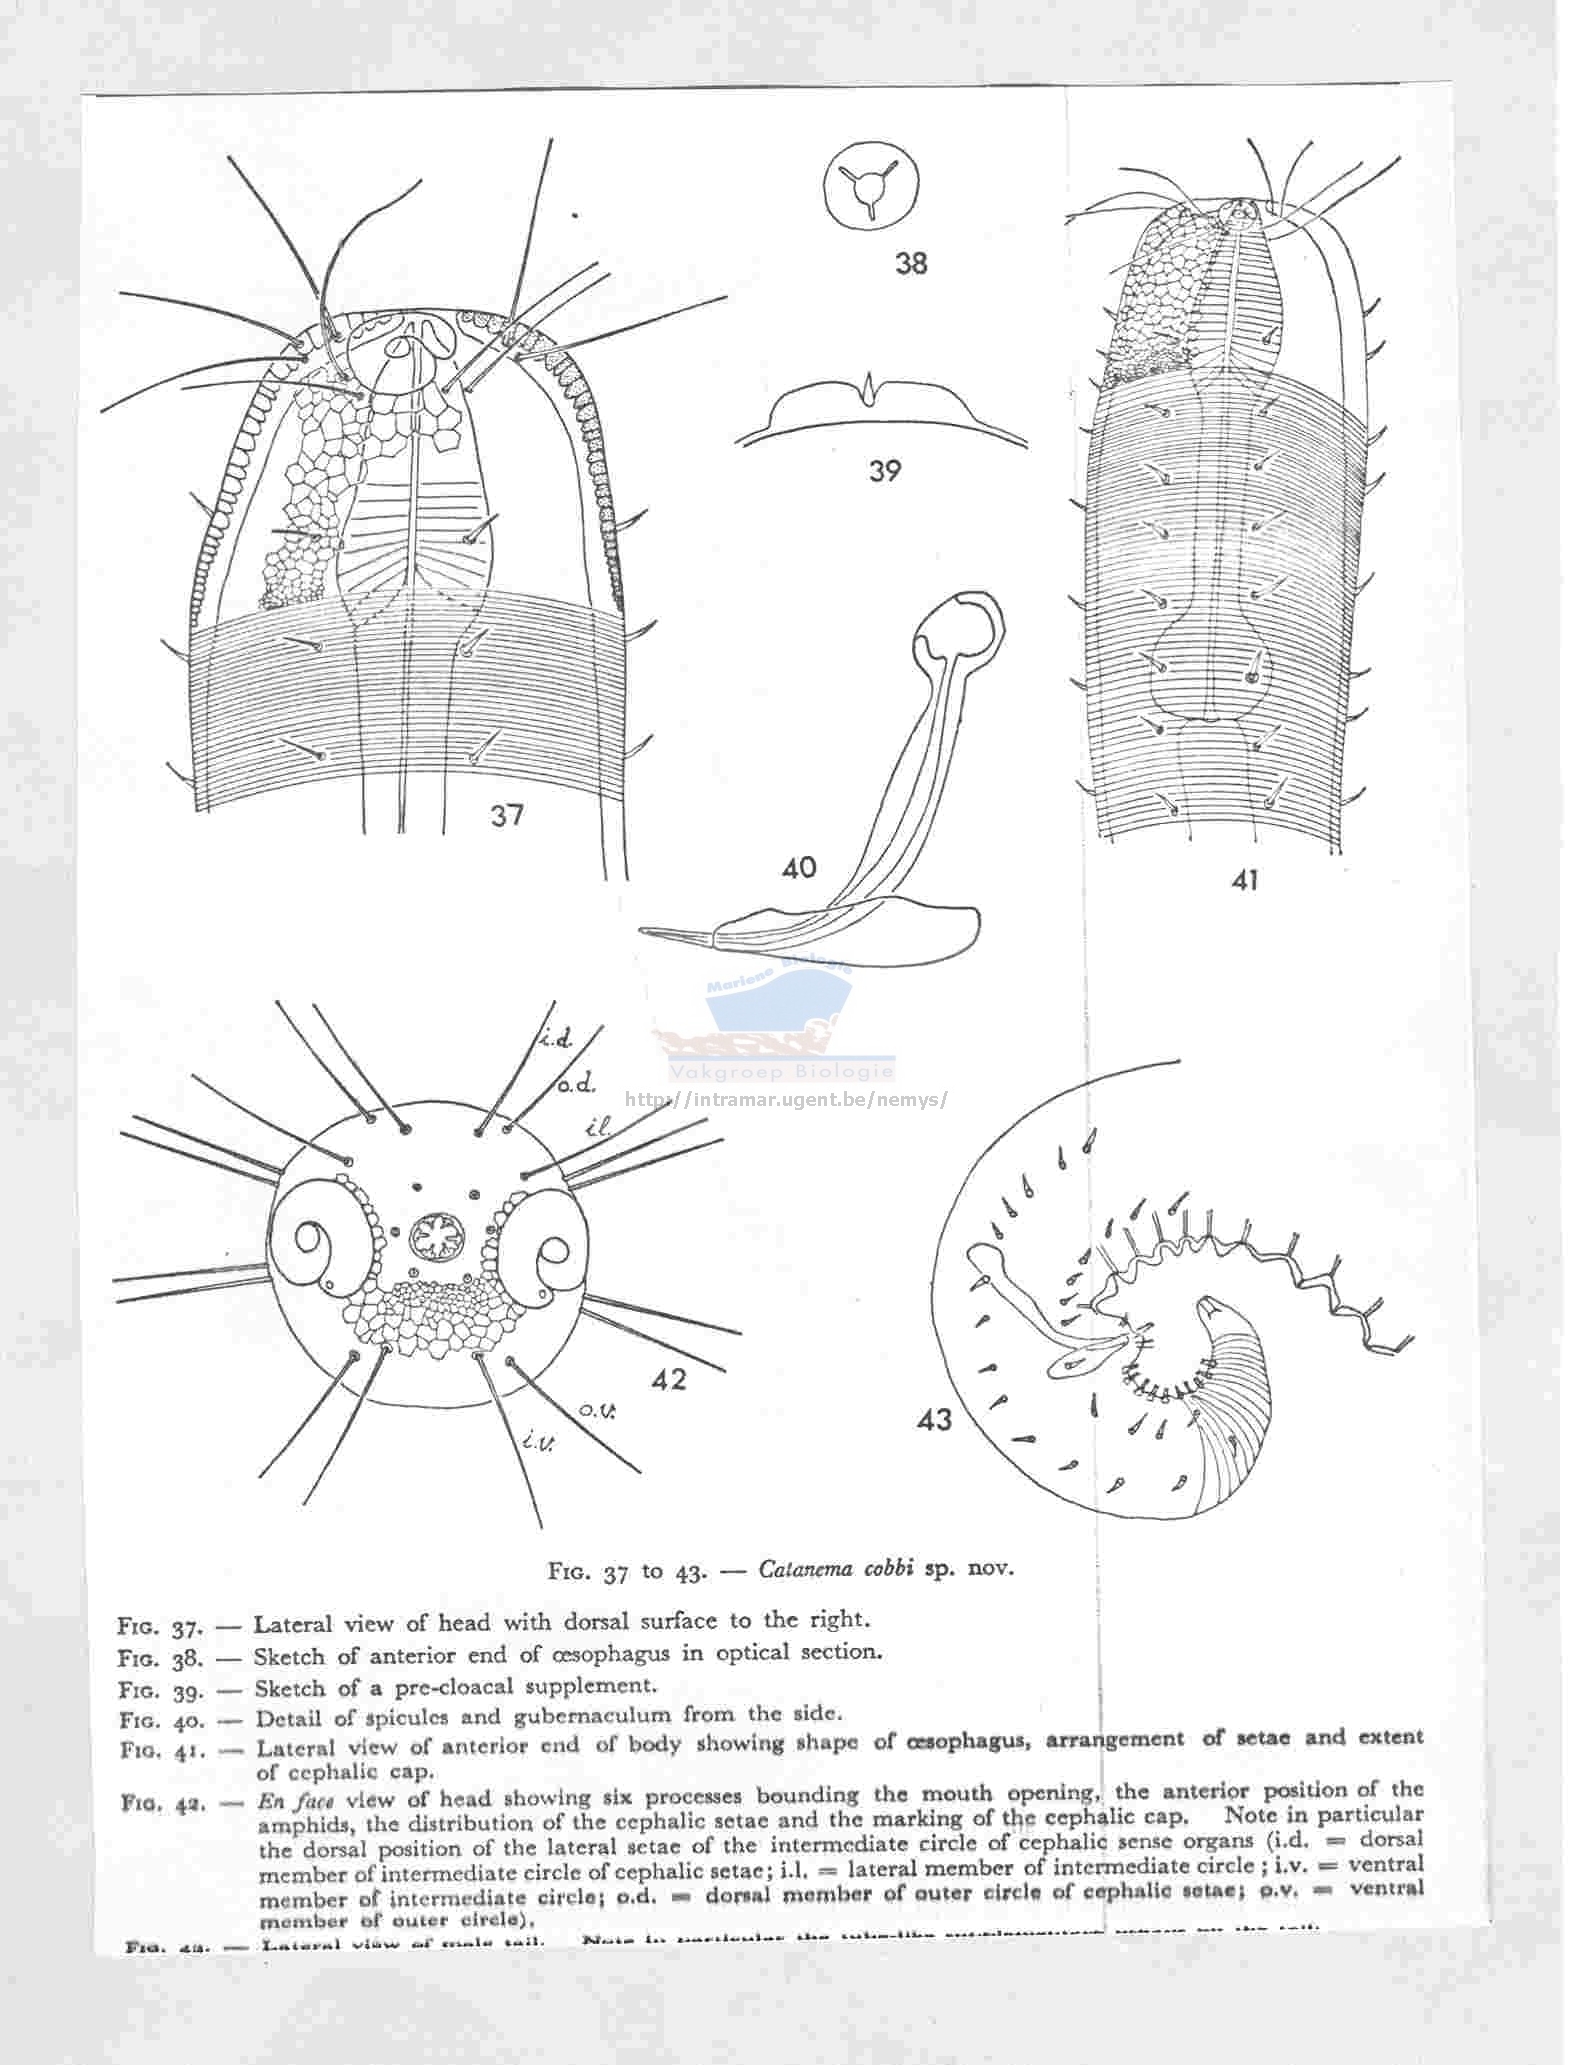 38
37
39
41
40
Mariene Biologie
Vakgroep Biologie
http://intramar.ugent.be/nemys/
i.d.
o.d.
i.l.
42
o.v.
i.v.
43
FIG. 37 to 43. — Catanema cobbi sp. nov.
FIG. 37. — Lateral view of head with dorsal surface to the right.
FIG. 38. — Sketch of anterior end of œsophagus in optical section.
FIG. 39. — Sketch of a pre-cloacal supplement.
FIG. 40. — Detail of spicules and gubernaculum from the side.
FIG. 41. — Lateral view of anterior end of body showing shape of œsophagus, arrangement of setae and extent
of cephalic cap.
FIG. 42. — En face view of head showing six processes bounding the mouth opening, the anterior position of the
amphids, the distribution of the cephalic setae and the marking of the cephalic cap. Note in particular
the dorsal position of the lateral setae of the intermediate circle of cephalic sense organs (i.d. = dorsal
member of intermediate circle of cephalic setae; i.l. = lateral member of intermediate circle ; i.v. = ventral
member of intermediate circle; o.d. = dorsal member of outer circle of cephalic setae; o.v. = ventral
member of outer circle).
FIG. 43. — Lateral view of male tail. Note in particular the tube-like